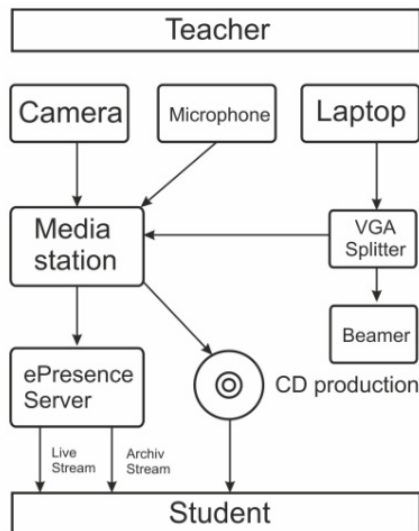 Teacher
Camera
Microphone
Laptop
Media
station
VGA
Splitter
Beamer
ePresence
Server
CD production
Live
Stream
Archiv
Stream
Student